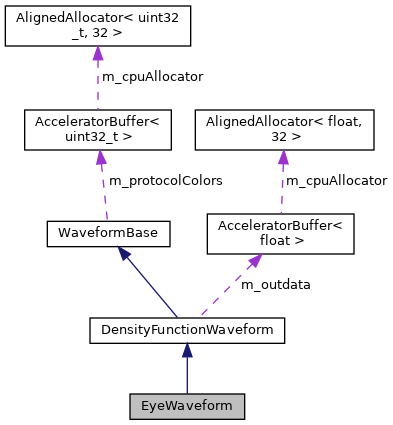 AlignedAllocator< uint32
_t, 32 >
m_cpuAllocator
AcceleratorBuffer<
uint32_t >
AlignedAllocator< float,
32 >
m_protocolColors
m_cpuAllocator
WaveformBase
AcceleratorBuffer<
float >
m_outdata
DensityFunctionWaveform
EyeWaveform